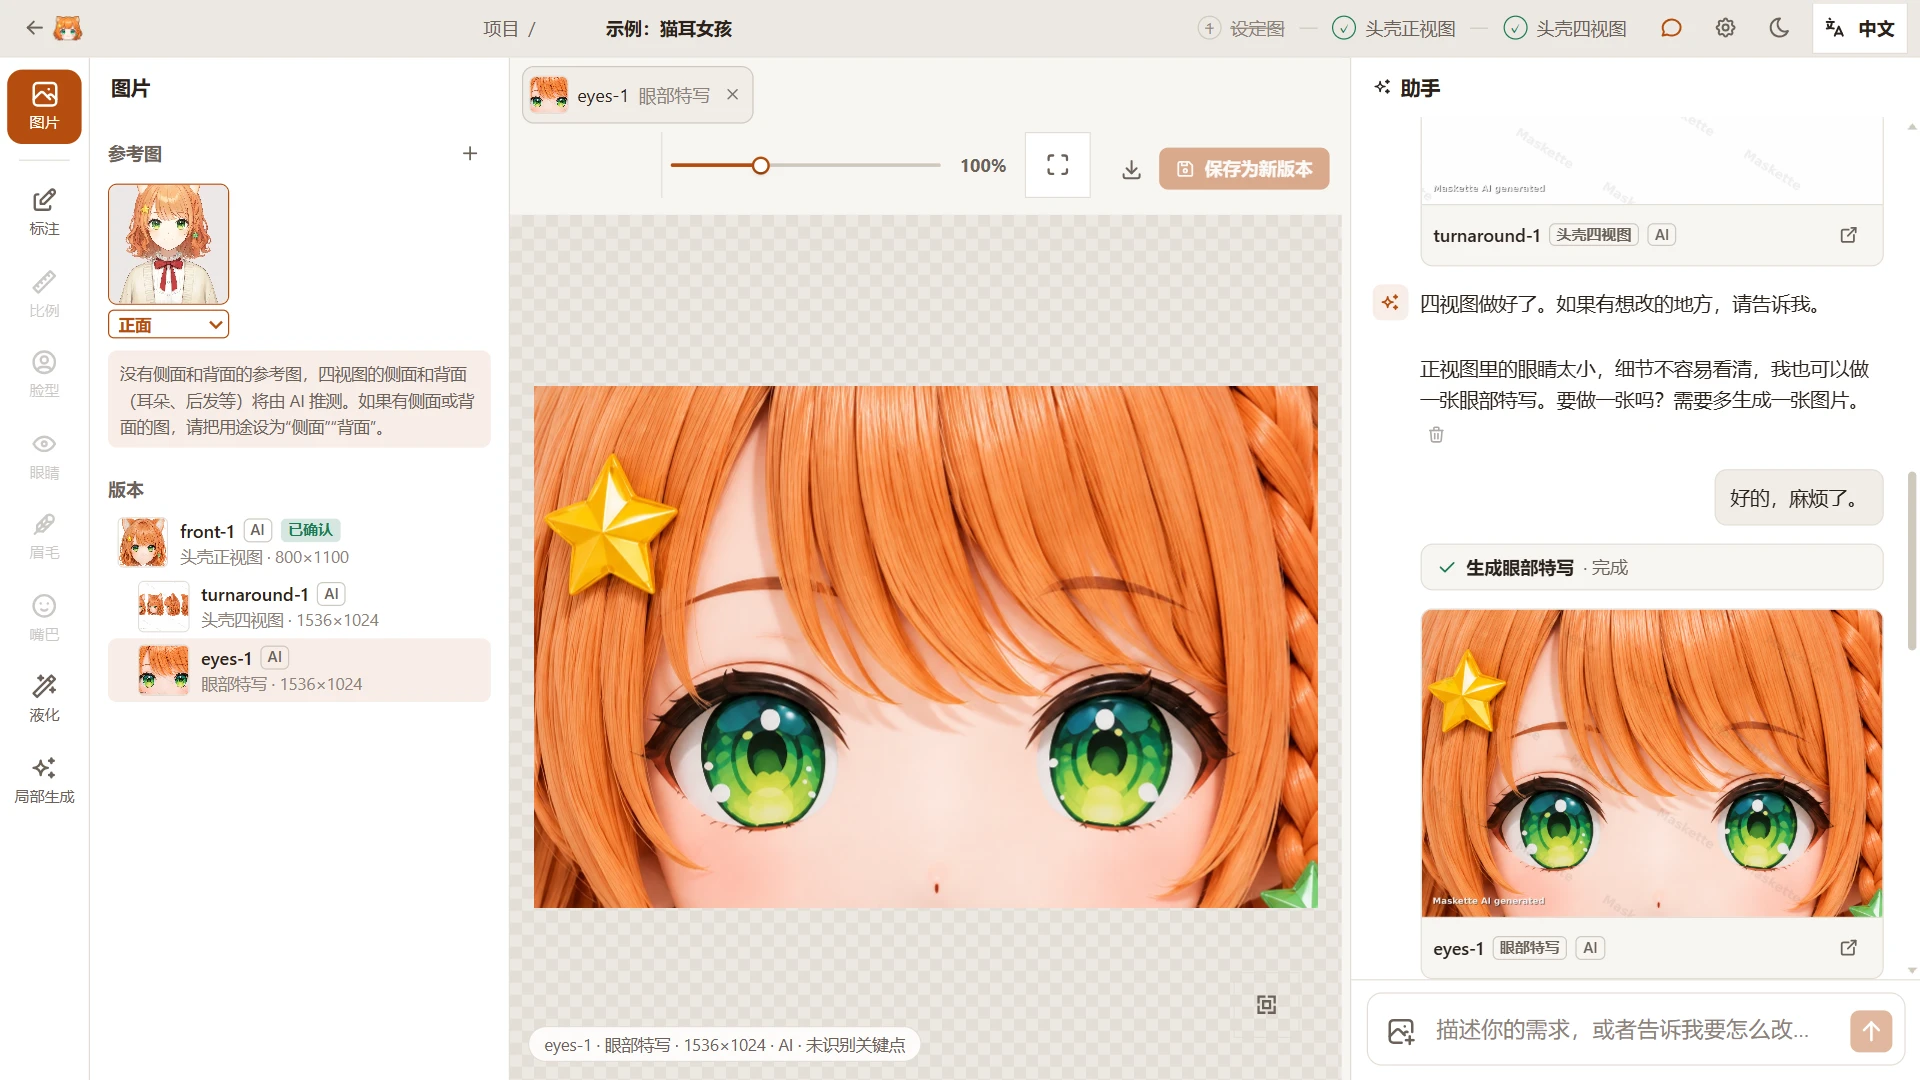 项目 /
示例：猫耳女孩
设定图
头壳正视图
头壳四视图
中文
图片
标注
比例
脸型
眼睛
眉毛
嘴巴
液化
局部生成
图片
参考图
正面
没有侧面和背面的参考图，四视图的侧面和背面
（耳朵、后发等）将由 AI 推测。如果有侧面或背
面的图，请把用途设为“侧面”“背面”。
版本
front-1 AI 已确认
头壳正视图 · 800×1100
turnaround-1 AI
头壳四视图 · 1536×1024
eyes-1 AI
眼部特写 · 1536×1024
eyes-1 眼部特写
100%
保存为新版本
eyes-1 · 眼部特写 · 1536×1024 · AI · 未识别关键点
助手
Maskette
Maskette
Maskette AI generated
turnaround-1 头壳四视图 AI
四视图做好了。如果有想改的地方，请告诉我。
正视图里的眼睛太小，细节不容易看清，我也可以做
一张眼部特写。要做一张吗？需要多生成一张图片。
好的，麻烦了。
生成眼部特写 · 完成
Maskette
Maskette AI generated
eyes-1 眼部特写 AI
描述你的需求，或者告诉我要怎么改...